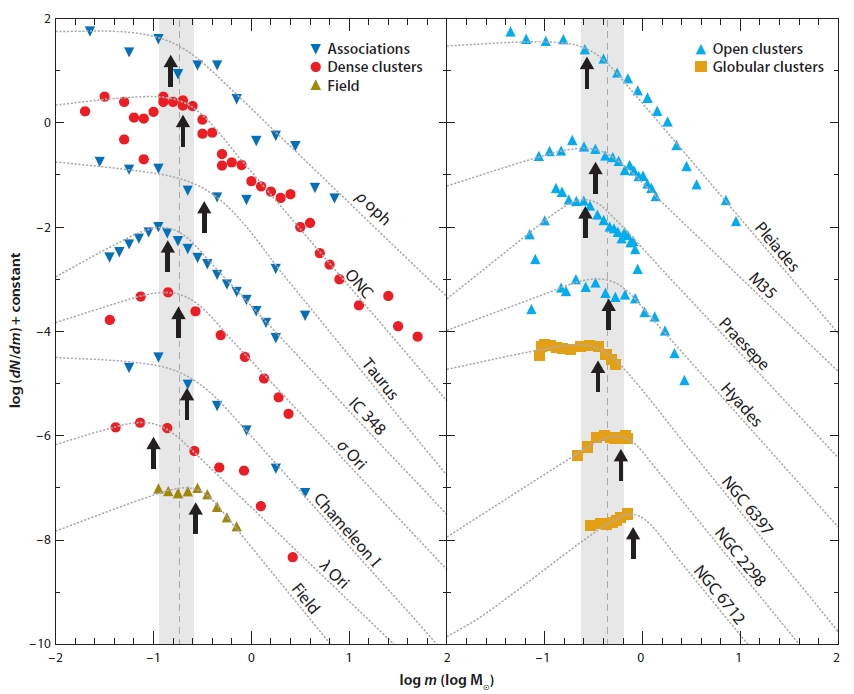 2
0
−2
−4
−6
−8
−10
log (dN/dm) + constant
Associations
Dense clusters
Field
ρ oph
ONC
Taurus
IC 348
σ Ori
Chameleon I
λ Ori
Field
Open clusters
Globular clusters
Pleiades
M35
Praesepe
Hyades
NGC 6397
NGC 2298
NGC 6712
−2
−1
0
1
2
−1
0
1
2
log m (log M☉)